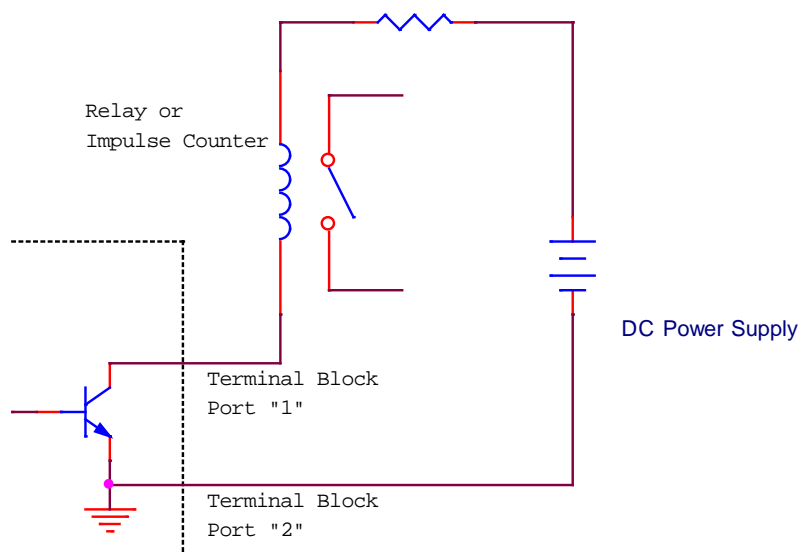 Relay or
Impulse Counter
DC Power Supply
Terminal Block
Port "1"
Terminal Block
Port "2"